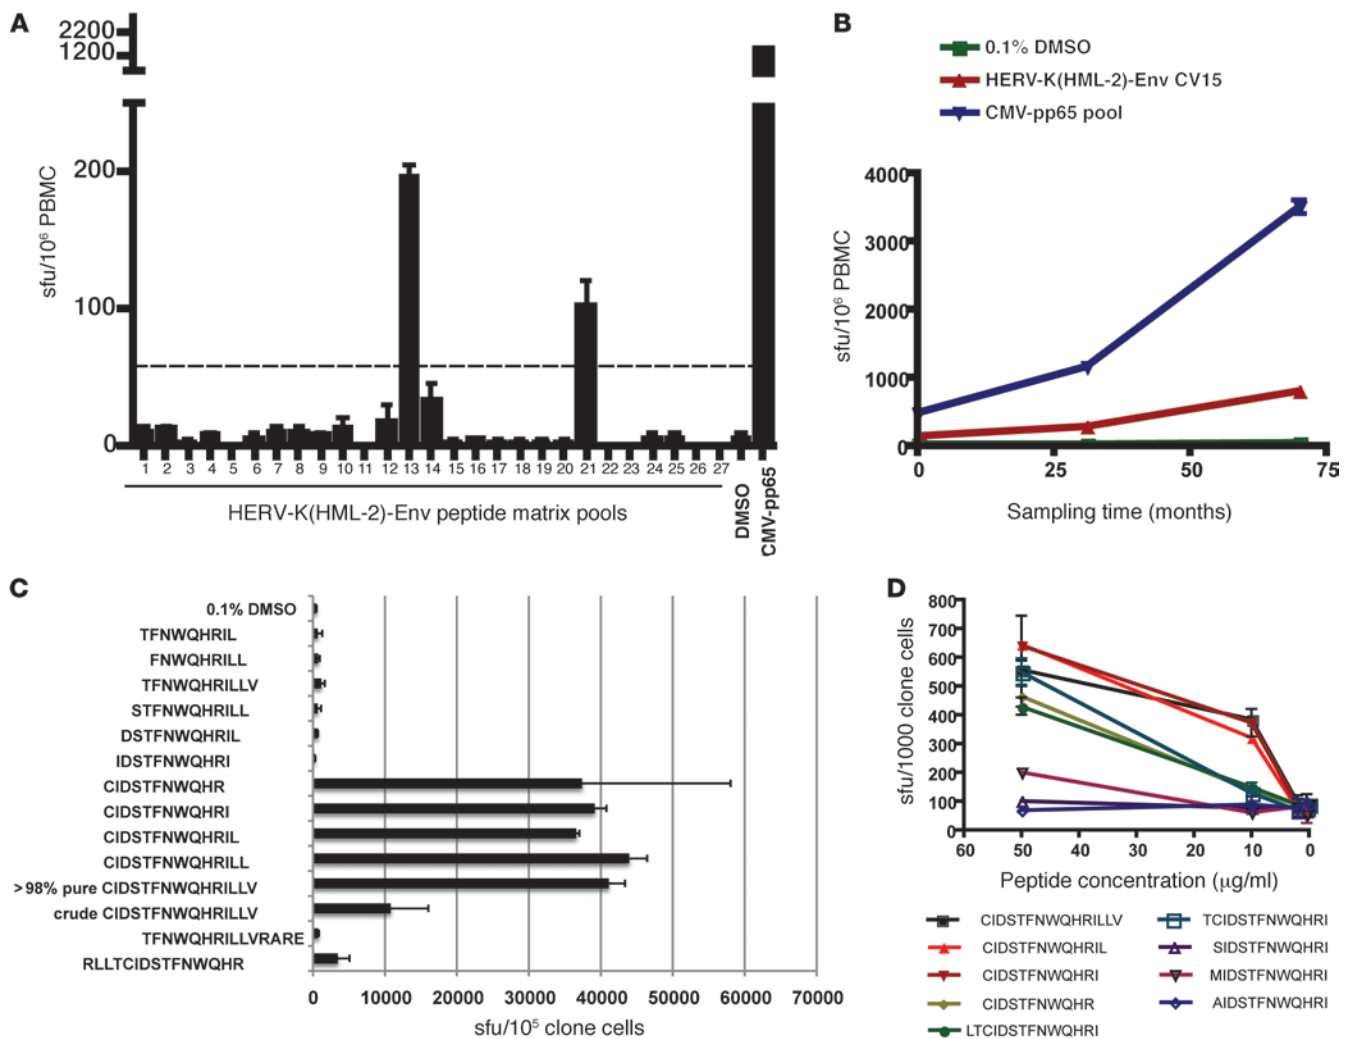 A
2200
1200
200
100
0
sfu/10⁶ PBMC
1 2 3 4 5 6 7 8 9 10 11 12 13 14 15 16 17 18 19 20 21 22 23 24 25 26 27
DMSO
CMV-pp65
HERV-K(HML-2)-Env peptide matrix pools
B
0.1% DMSO
HERV-K(HML-2)-Env CV15
CMV-pp65 pool
4000
3000
2000
1000
0
sfu/10⁶ PBMC
0 25 50 75
Sampling time (months)
C
0.1% DMSO
TFNWQHRIL
FNWQHRILL
TFNWQHRILLV
STFNWQHRILL
DSTFNWQHRIL
IDSTFNWQHRI
CIDSTFNWQHR
CIDSTFNWQHRI
CIDSTFNWQHRIL
CIDSTFNWQHRILL
>98% pure CIDSTFNWQHRILLV
crude CIDSTFNWQHRILLV
TFNWQHRILLVRARE
RLLTCIDSTFNWQHR
0 10000 20000 30000 40000 50000 60000 70000
sfu/10⁵ clone cells
D
800
700
600
500
400
300
200
100
0
sfu/1000 clone cells
60 50 40 30 20 10 0
Peptide concentration (µg/ml)
CIDSTFNWQHRILLV
CIDSTFNWQHRIL
CIDSTFNWQHRI
CIDSTFNWQHR
LTCIDSTFNWQHRI
TCIDSTFNWQHRI
SIDSTFNWQHRI
MIDSTFNWQHRI
AIDSTFNWQHRI